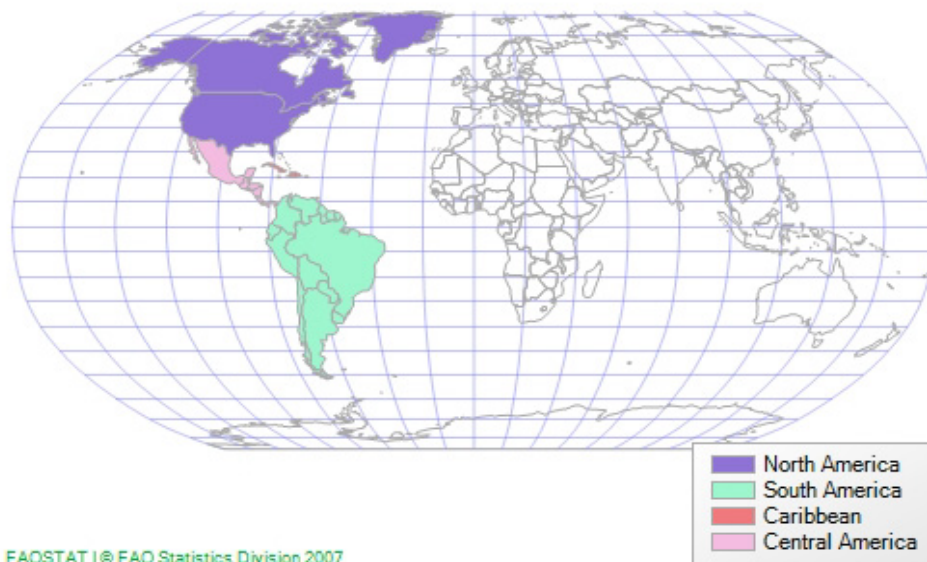 North America
South America
Caribbean
Central America
FAOSTAT | © FAO Statistics Division 2007